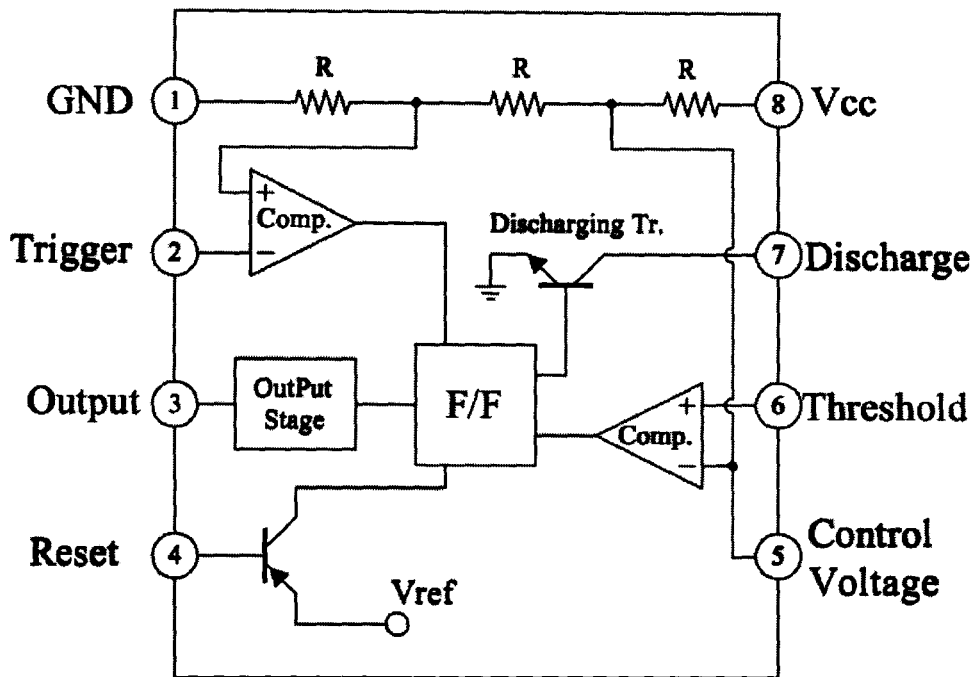 R R R
GND 1 8 Vcc
+
Comp.
−
Trigger 2
Discharging Tr.
7 Discharge
Output 3
OutPut
Stage
F/F
+
Comp.
−
6 Threshold
Reset 4
Vref
5 Control
Voltage